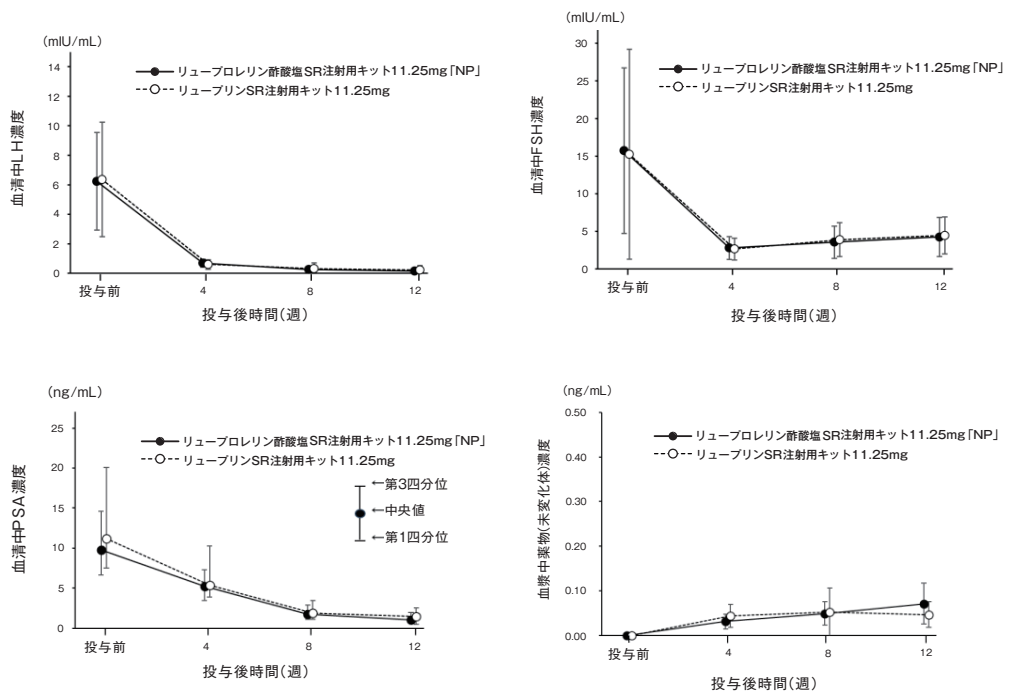 (mIU/mL)
14
12
10
8
6
4
2
0
血清中LH濃度
リュープロレリン酢酸塩SR注射用キット11.25mg「NP」
リュープリンSR注射用キット11.25mg
投与前
4
8
12
投与後時間(週)
(mIU/mL)
30
25
20
15
10
5
0
血清中FSH濃度
リュープロレリン酢酸塩SR注射用キット11.25mg「NP」
リュープリンSR注射用キット11.25mg
投与前
4
8
12
投与後時間(週)
(ng/mL)
25
20
15
10
5
0
血清中PSA濃度
リュープロレリン酢酸塩SR注射用キット11.25mg「NP」
リュープリンSR注射用キット11.25mg
←第3四分位
←中央値
←第1四分位
投与前
4
8
12
投与後時間(週)
(ng/mL)
0.50
0.40
0.30
0.20
0.10
0.00
血漿中薬物(未変化体)濃度
リュープロレリン酢酸塩SR注射用キット11.25mg「NP」
リュープリンSR注射用キット11.25mg
投与前
4
8
12
投与後時間(週)